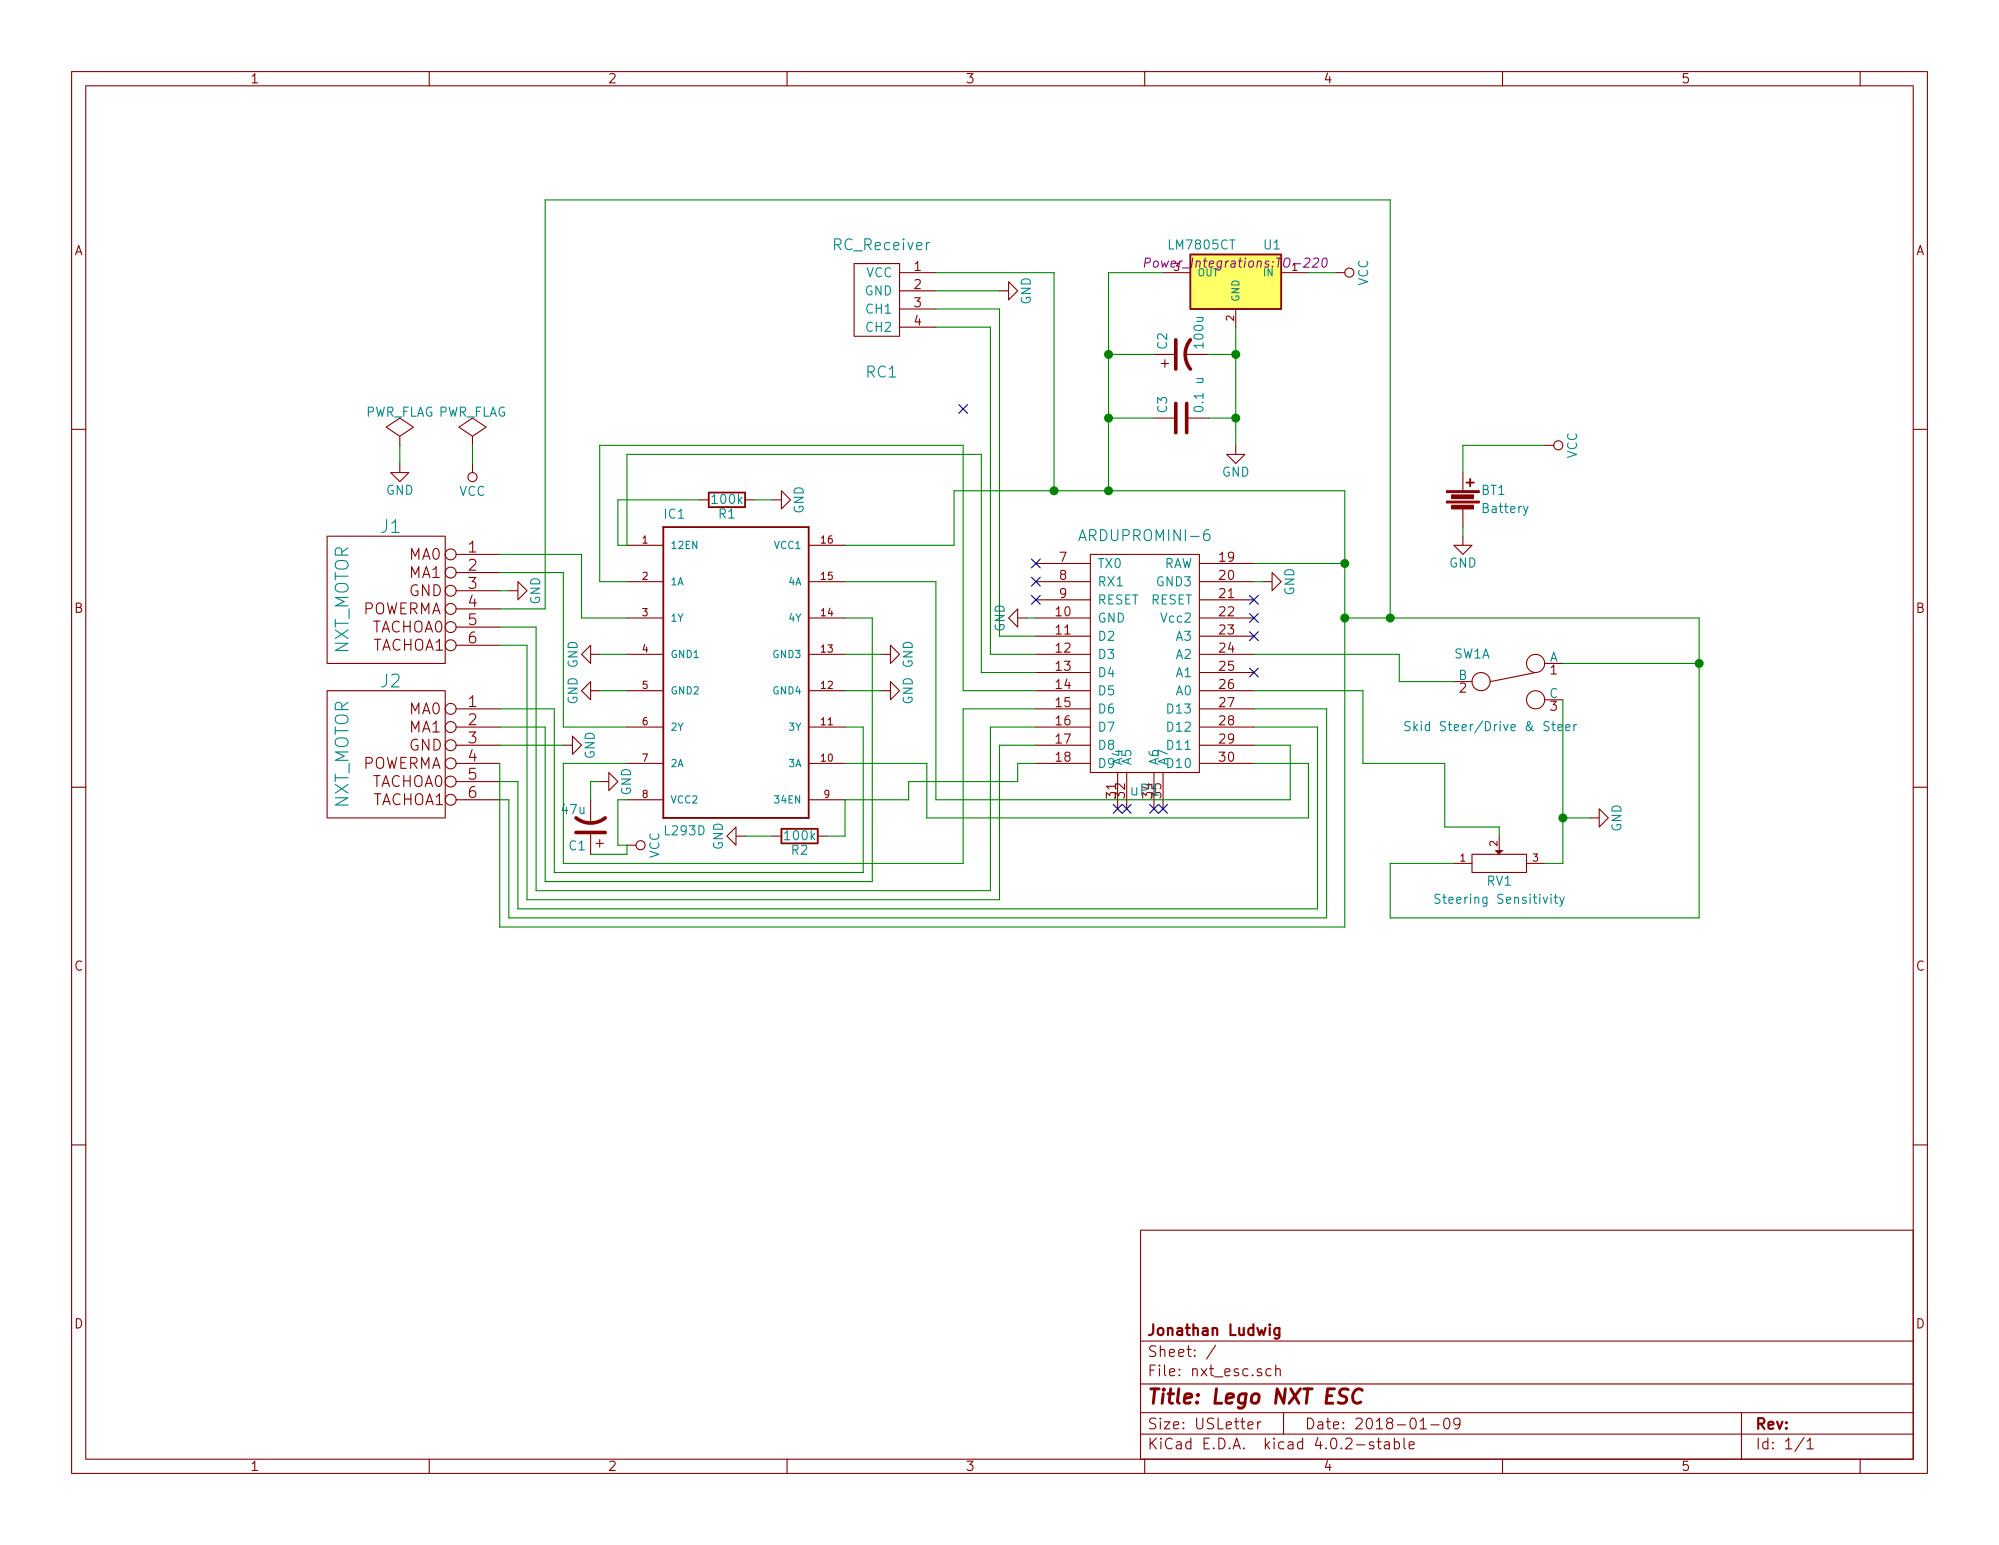 1 2 3 4 5
A A
B B
C C
D D
RC_Receiver
VCC 1
GND 2
CH1 3
CH2 4
GND
RC1
LM7805CT U1
Power_Integrations:TO-220
3 OUT IN 1
GND
2
VCC
C2 100u
+
C3 0.1 u
GND
PWR_FLAG PWR_FLAG
GND VCC
VCC
+
BT1
Battery
GND
J1
NXT_MOTOR
MA0 1
MA1 2
GND 3
POWERMA 4
TACHOA0 5
TACHOA1 6
GND
J2
NXT_MOTOR
MA0 1
MA1 2
GND 3
POWERMA 4
TACHOA0 5
TACHOA1 6
GND
100k
R1
GND
IC1
1 12EN VCC1 16
2 1A 4A 15
3 1Y 4Y 14
4 GND1 GND3 13
5 GND2 GND4 12
6 2Y 3Y 11
7 2A 3A 10
8 VCC2 34EN 9
L293D
GND
GND
GND
GND
GND
47u
C1 +
VCC
GND
100k
R2
ARDUPROMINI-6
7 TX0 RAW 19
8 RX1 GND3 20
9 RESET RESET 21
10 GND Vcc2 22
11 D2 A3 23
12 D3 A2 24
13 D4 A1 25
14 D5 A0 26
15 D6 D13 27
16 D7 D12 28
17 D8 D11 29
18 D9 D10 30
A4 A5 A6 A7
31 32
GND
GND
SW1A
A 1
B 2
C 3
Skid Steer/Drive & Steer
GND
2
1 3
RV1
Steering Sensitivity
Jonathan Ludwig
Sheet: /
File: nxt_esc.sch
Title: Lego NXT ESC
Size: USLetter Date: 2018-01-09 Rev:
KiCad E.D.A. kicad 4.0.2-stable Id: 1/1
1 2 3 4 5